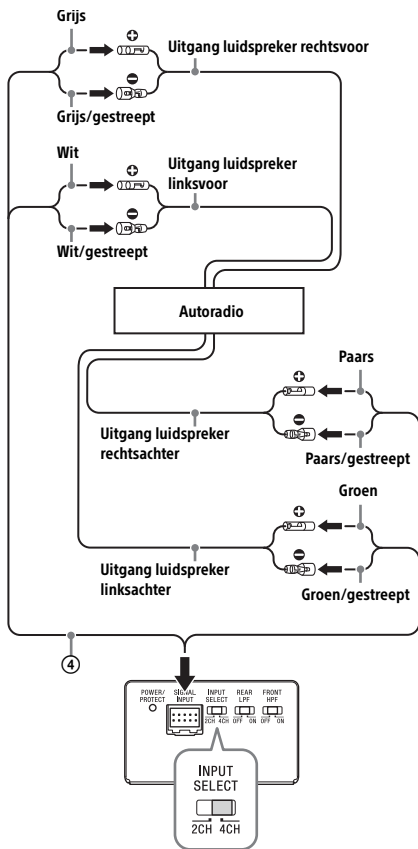 Grijs
Uitgang luidspreker rechtsvoor
Grijs/gestreept
Wit
Uitgang luidspreker
linksvoor
Wit/gestreept
Autoradio
Paars
Uitgang luidspreker
rechtsachter
Paars/gestreept
Groen
Uitgang luidspreker
linksachter
Groen/gestreept
④
POWER/
PROTECT
SIGNAL
INPUT
INPUT
SELECT
2CH 4CH
REAR
LPF
OFF ON
FRONT
HPF
OFF ON
INPUT
SELECT
2CH 4CH